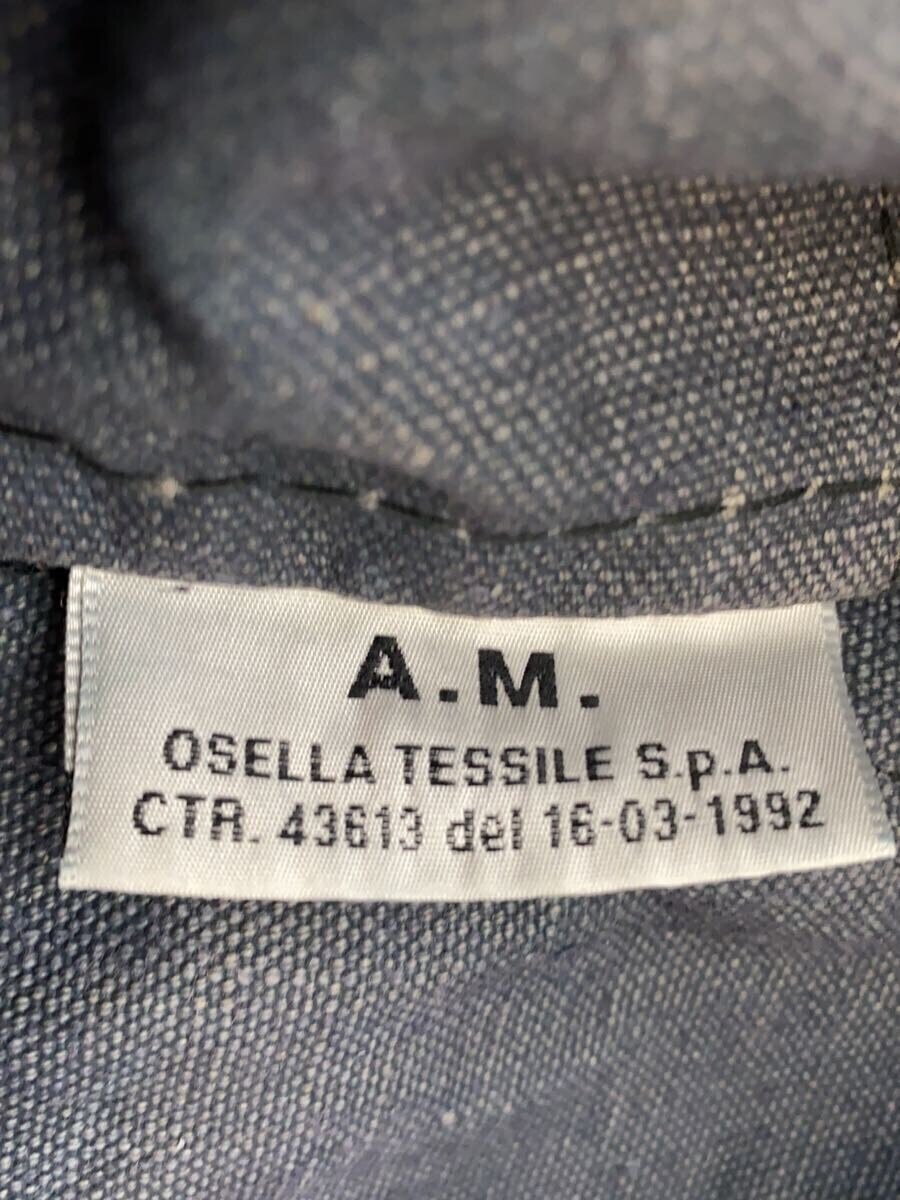 A.M.
OSELLA TESSILE S.p.A.
CTR. 43613 del 16-03-1992